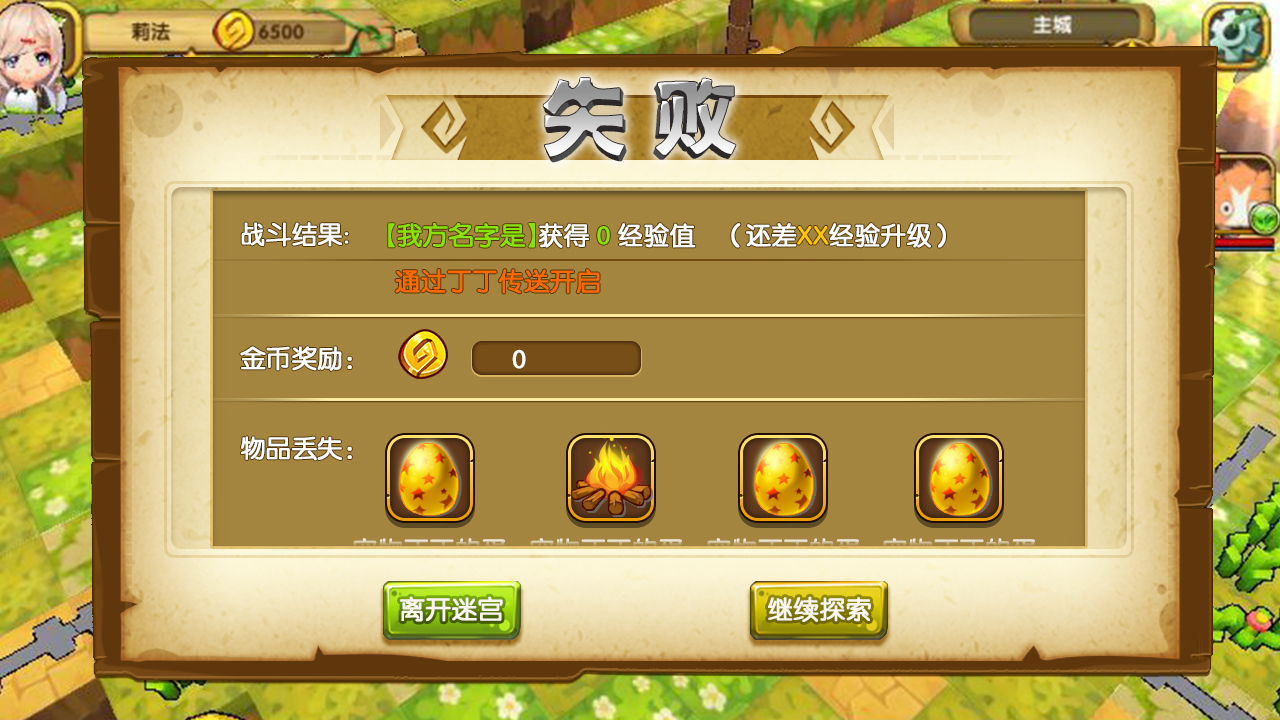 莉法 6500 主城
失败
战斗结果: 【我方名字是】获得 0 经验值 （还差XX经验升级）
通过丁丁传送开启
金币奖励: 0
物品丢失:
离开迷宫 继续探索